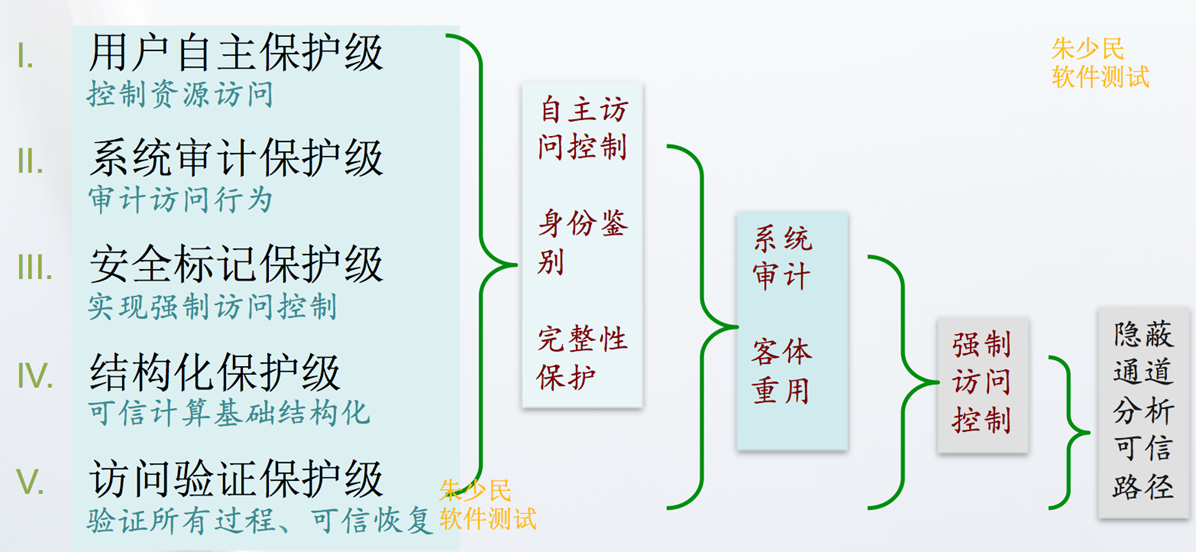 I. 用户自主保护级
控制资源访问
II. 系统审计保护级
审计访问行为
III. 安全标记保护级
实现强制访问控制
IV. 结构化保护级
可信计算基础结构化
V. 访问验证保护级
验证所有过程、可信恢复
自主访
问控制
身份鉴
别
完整性
保护
系统
审计
客体
重用
强制
访问
控制
隐蔽
通道
分析
可信
路径
朱少民
软件测试
朱少民
软件测试